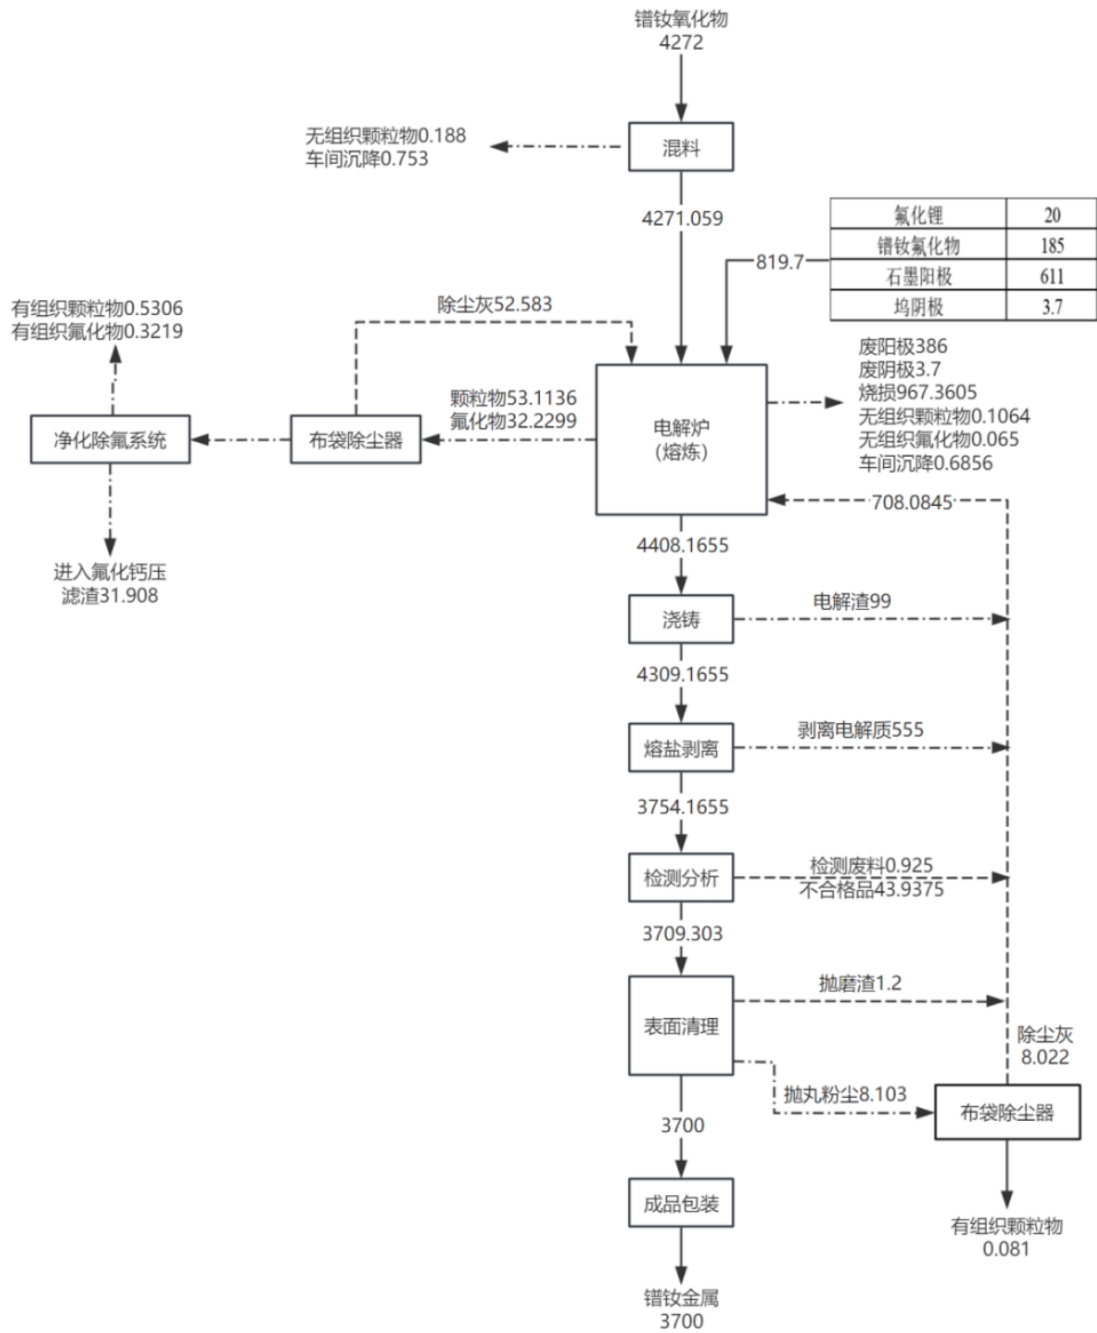 镨钕氧化物
4272
无组织颗粒物0.188
车间沉降0.753
混料
4271.059
氟化锂 20
镨钕氟化物 185
石墨阳极 611
坞阴极 3.7
819.7
有组织颗粒物0.5306
有组织氟化物0.3219
除尘灰52.583
废阳极386
废阴极3.7
烧损967.3605
无组织颗粒物0.1064
无组织氟化物0.065
车间沉降0.6856
颗粒物53.1136
氟化物32.2299
净化除氟系统
布袋除尘器
电解炉
（熔炼）
708.0845
4408.1655
进入氟化钙压
滤渣31.908
浇铸
电解渣99
4309.1655
熔盐剥离
剥离电解质555
3754.1655
检测分析
检测废料0.925
不合格品43.9375
3709.303
表面清理
抛磨渣1.2
除尘灰
8.022
抛丸粉尘8.103
布袋除尘器
3700
成品包装
有组织颗粒物
0.081
镨钕金属
3700